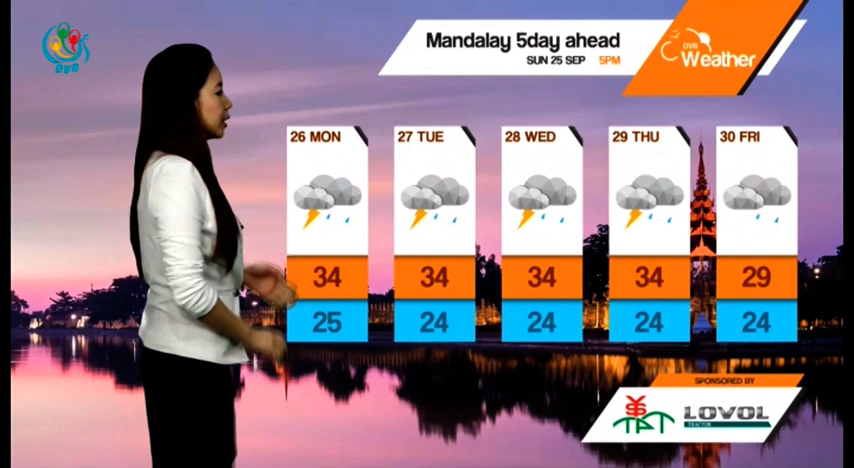 DVB
Mandalay 5day ahead
SUN 25 SEP 5PM
DVB
Weather
26 MON
27 TUE
28 WED
29 THU
30 FRI
34
34
34
34
29
25
24
24
24
24
SPONSORED BY
TPT
LOVOL
TRACTOR